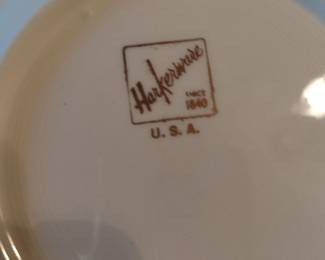 Harkerware
SINCE
1840
U. S. A.